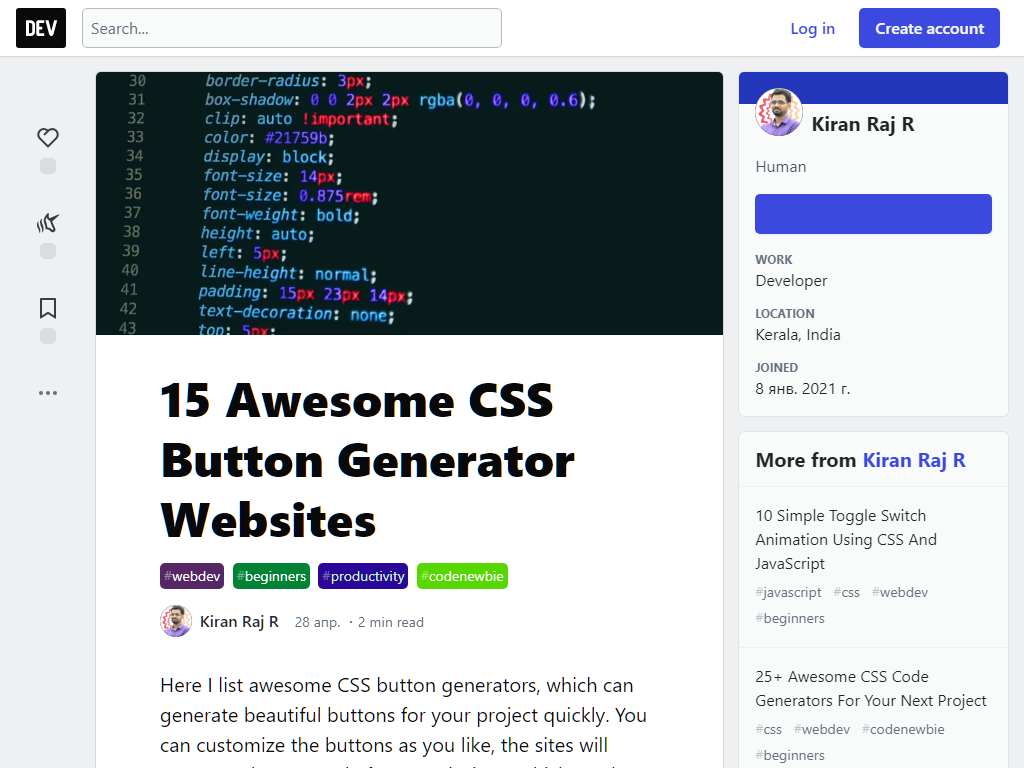 DEV
Search...
Log in
Create account
30 border-radius: 3px;
31 box-shadow: 0 0 2px 2px rgba(0, 0, 0, 0.6);
32 clip: auto !important;
33 color: #21759b;
34 display: block;
35 font-size: 14px;
36 font-size: 0.875rem;
37 font-weight: bold;
38 height: auto;
39 left: 5px;
40 line-height: normal;
41 padding: 15px 23px 14px;
42 text-decoration: none;
43 top: 5px;
15 Awesome CSS
Button Generator
Websites
#webdev #beginners #productivity #codenewbie
Kiran Raj R 28 апр. · 2 min read
Here I list awesome CSS button generators, which can
generate beautiful buttons for your project quickly. You
can customize the buttons as you like, the sites will
Kiran Raj R
Human
WORK
Developer
LOCATION
Kerala, India
JOINED
8 янв. 2021 г.
More from Kiran Raj R
10 Simple Toggle Switch
Animation Using CSS And
JavaScript
#javascript #css #webdev
#beginners
25+ Awesome CSS Code
Generators For Your Next Project
#css #webdev #codenewbie
#beginners